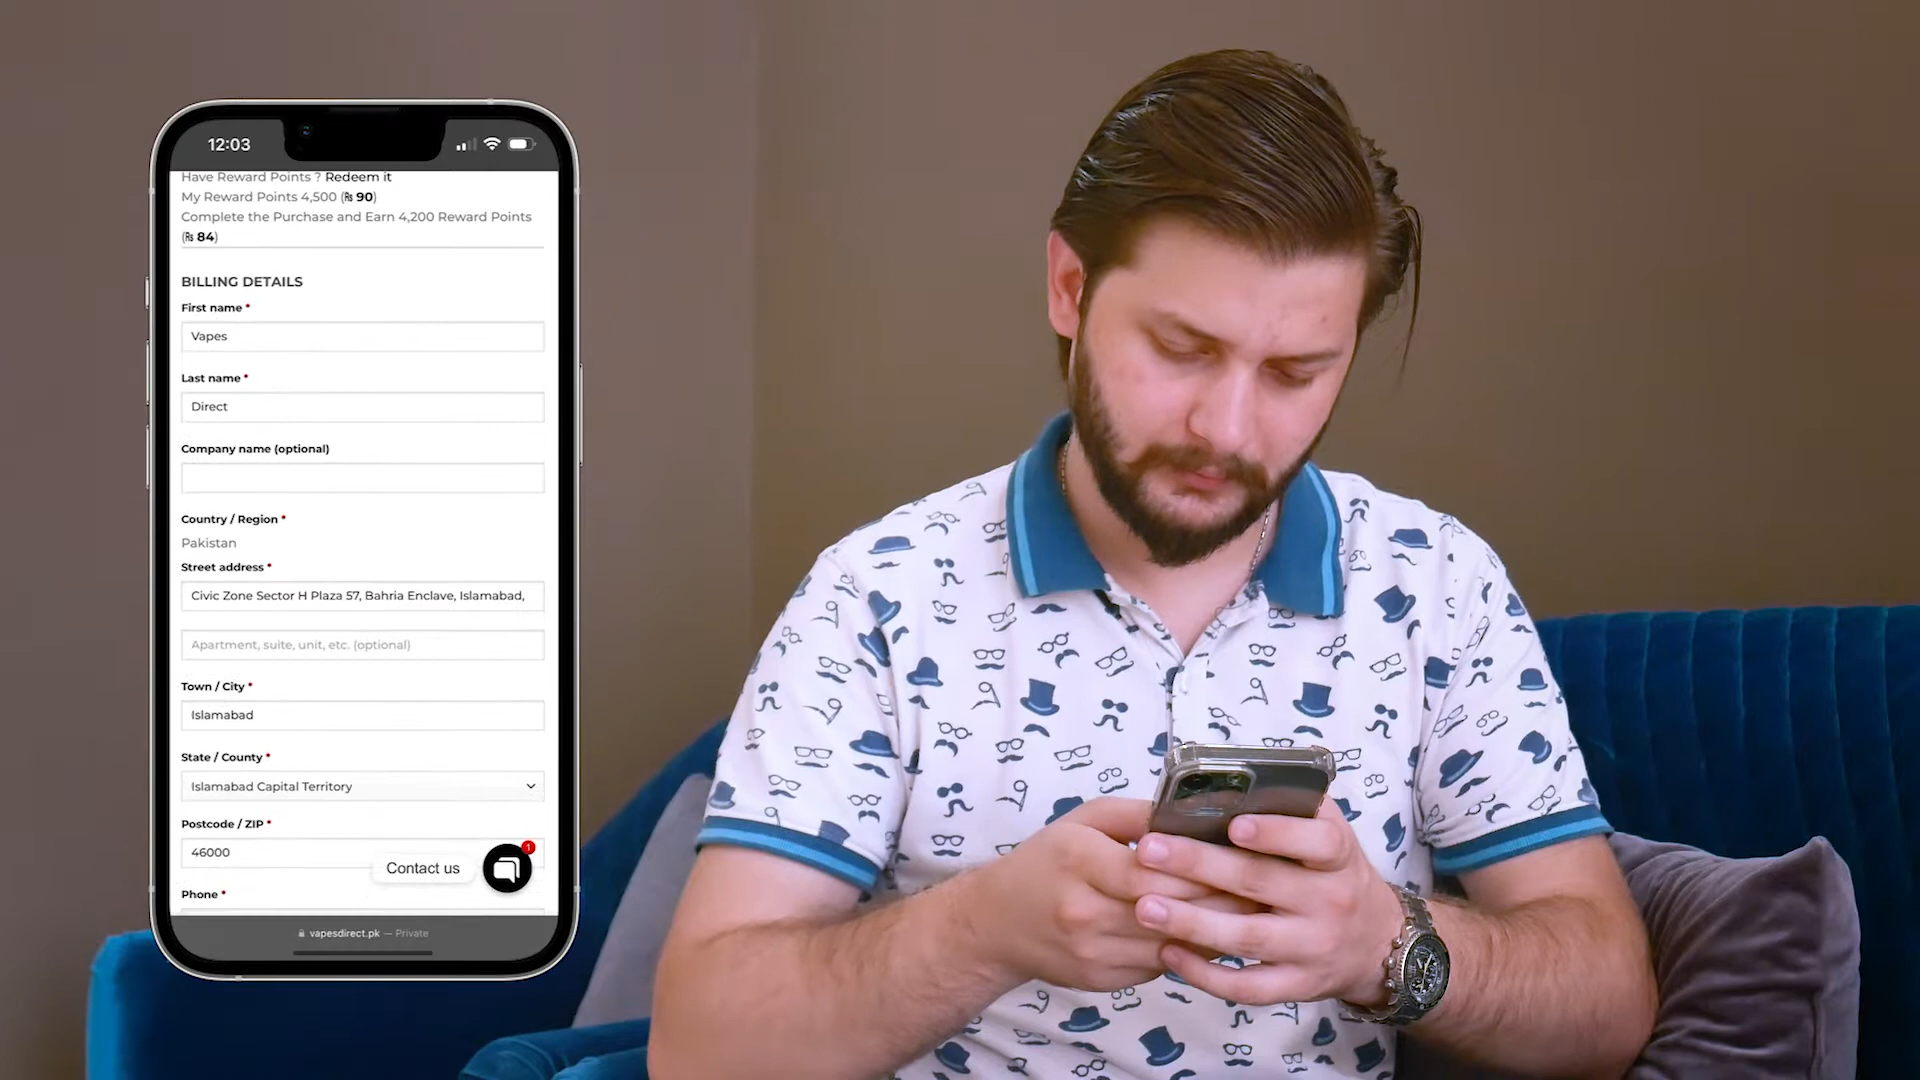 12:03
Have Reward Points ? Redeem it
My Reward Points 4,500 (₨ 90)
Complete the Purchase and Earn 4,200 Reward Points
(₨ 84)
BILLING DETAILS
First name *
Vapes
Last name *
Direct
Company name (optional)
Country / Region *
Pakistan
Street address *
Civic Zone Sector H Plaza 57, Bahria Enclave, Islamabad,
Apartment, suite, unit, etc. (optional)
Town / City *
Islamabad
State / County *
Islamabad Capital Territory
Postcode / ZIP *
46000
1
Contact us
Phone *
vapesdirect.pk — Private